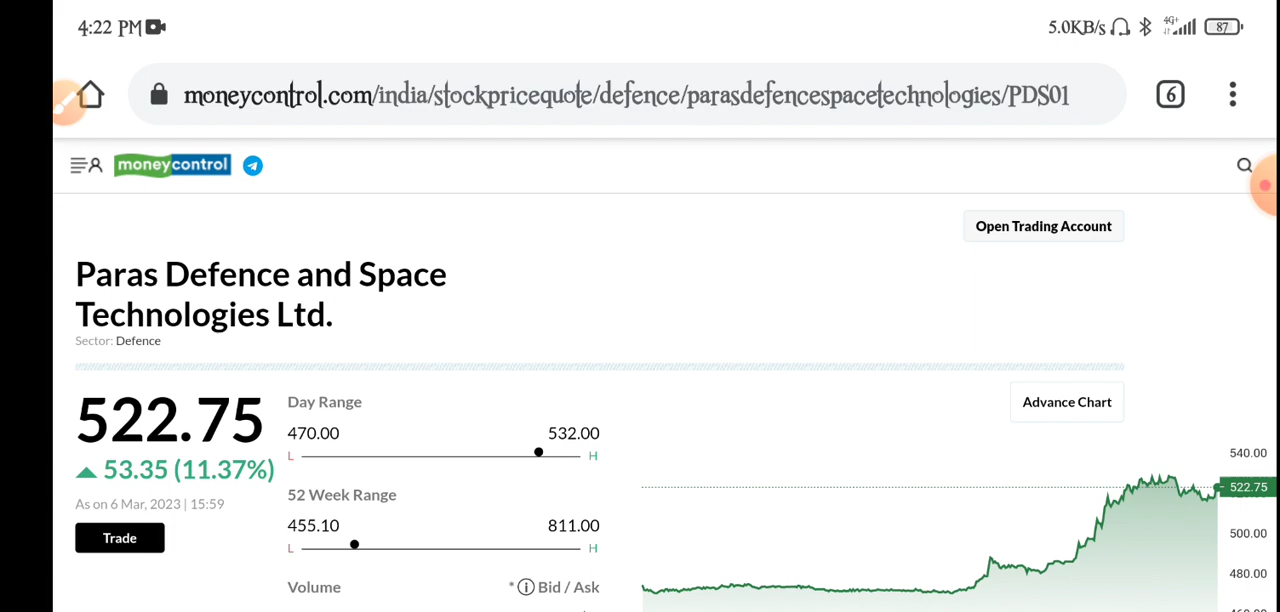 4:22 PM
5.0KB/s 4G+ 87
moneycontrol.com/india/stockpricequote/defence/parasdefencespacetechnologies/PDS01
6
moneycontrol
Open Trading Account
Paras Defence and Space
Technologies Ltd.
Sector: Defence
522.75
53.35 (11.37%)
As on 6 Mar, 2023 | 15:59
Trade
Day Range
470.00 532.00
L H
52 Week Range
455.10 811.00
L H
Volume * i Bid / Ask
Advance Chart
540.00
522.75
500.00
480.00